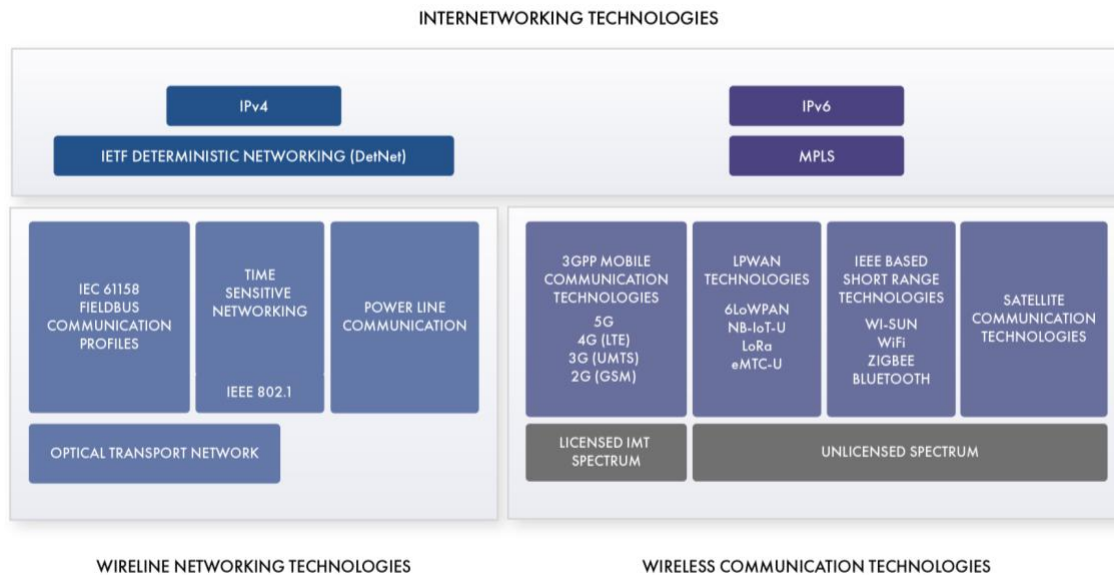 INTERNETWORKING TECHNOLOGIES
IPv4
IPv6
IETF DETERMINISTIC NETWORKING (DetNet)
MPLS
IEC 61158
FIELDBUS
COMMUNICATION
PROFILES
TIME
SENSITIVE
NETWORKING
IEEE 802.1
POWER LINE
COMMUNICATION
OPTICAL TRANSPORT NETWORK
3GPP MOBILE
COMMUNICATION
TECHNOLOGIES
5G
4G (LTE)
3G (UMTS)
2G (GSM)
LPWAN
TECHNOLOGIES
6LoWPAN
NB-IoT-U
LoRa
eMTC-U
IEEE BASED
SHORT RANGE
TECHNOLOGIES
WI-SUN
WiFi
ZIGBEE
BLUETOOTH
SATELLITE
COMMUNICATION
TECHNOLOGIES
LICENSED IMT
SPECTRUM
UNLICENSED SPECTRUM
WIRELINE NETWORKING TECHNOLOGIES
WIRELESS COMMUNICATION TECHNOLOGIES